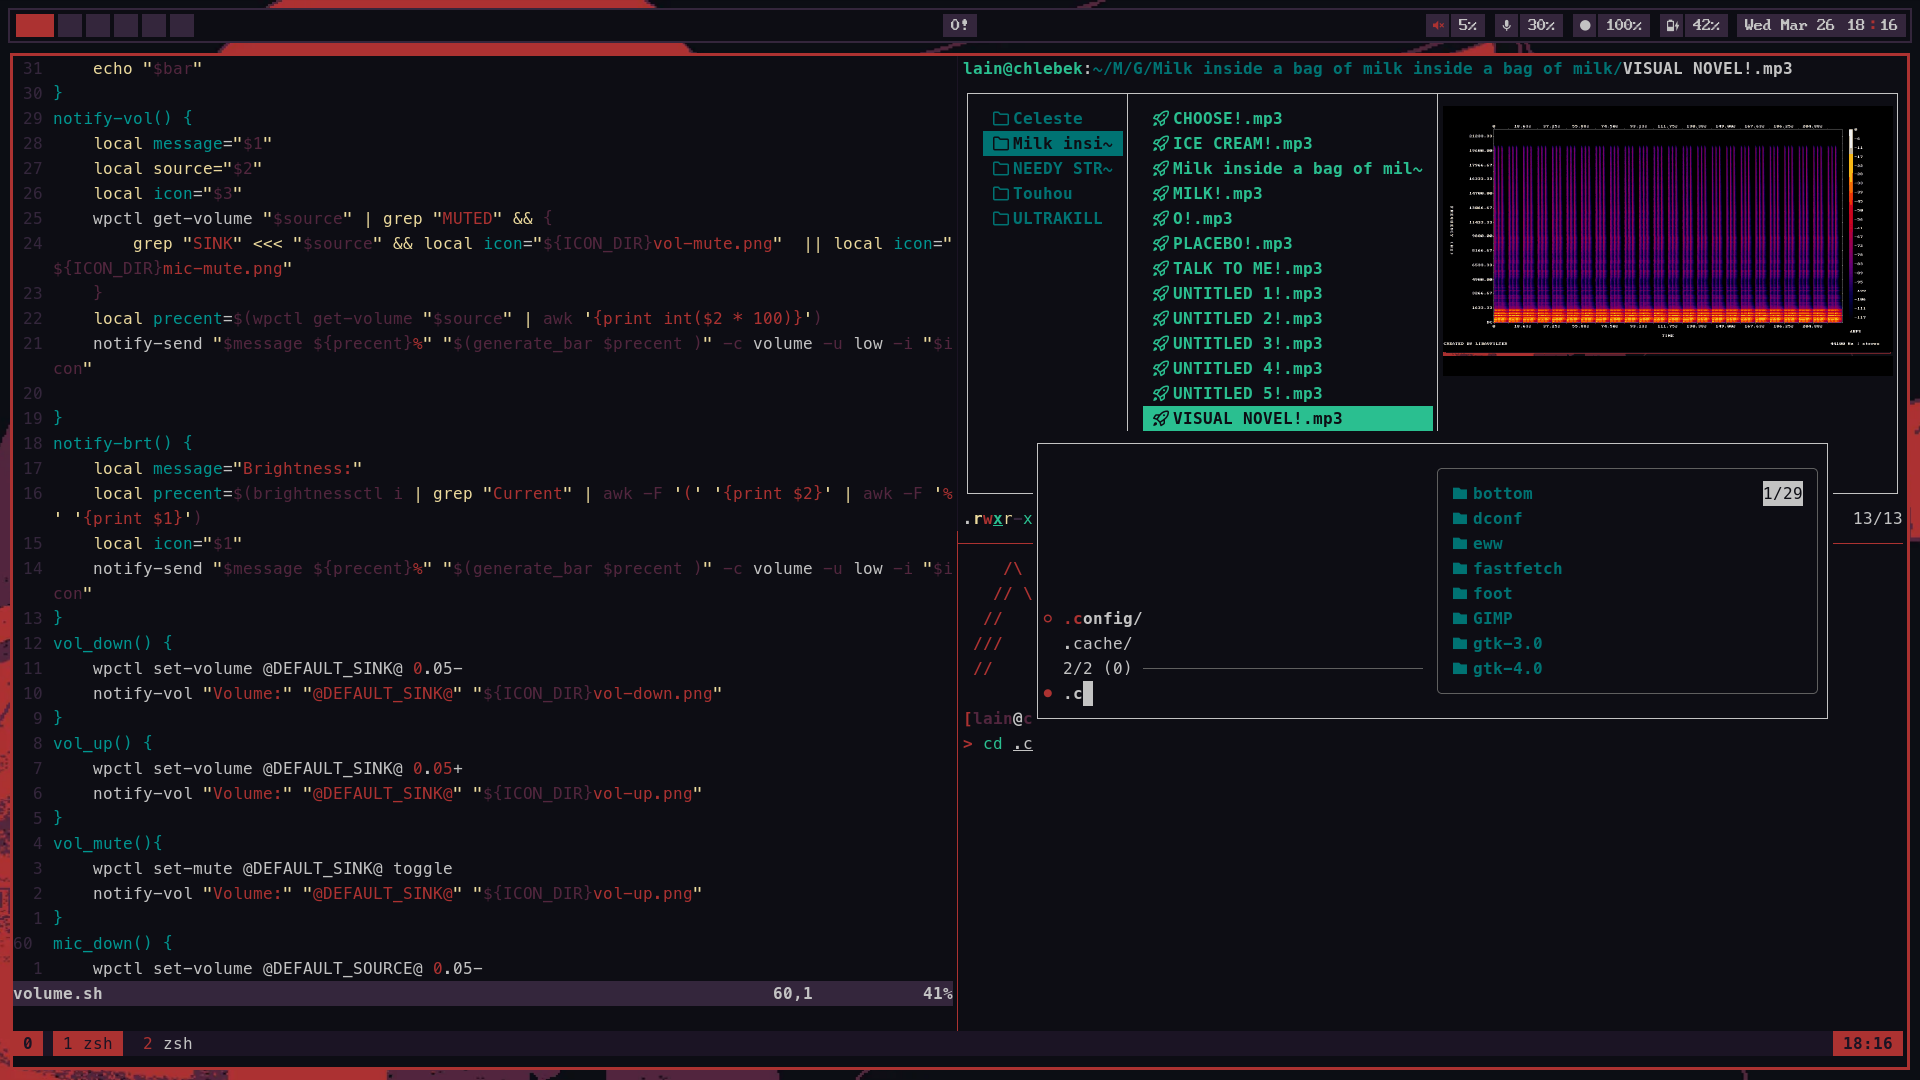 O!
5%
30%
100%
42%
Wed Mar 26 18:16
31     echo "$bar"
30 }
29 notify-vol() {
28     local message="$1"
27     local source="$2"
26     local icon="$3"
25     wpctl get-volume "$source" | grep "MUTED" && {
24         grep "SINK" <<< "$source" && local icon="${ICON_DIR}vol-mute.png"  || local icon="
${ICON_DIR}mic-mute.png"
23     }
22     local precent=$(wpctl get-volume "$source" | awk '{print int($2 * 100)}')
21     notify-send "$message ${precent}%" "$(generate_bar $precent )" -c volume -u low -i "$i
con"
20
19 }
18 notify-brt() {
17     local message="Brightness:"
16     local precent=$(brightnessctl i | grep "Current" | awk -F '(' '{print $2}' | awk -F '%
' '{print $1}')
15     local icon="$1"
14     notify-send "$message ${precent}%" "$(generate_bar $precent )" -c volume -u low -i "$i
con"
13 }
12 vol_down() {
11     wpctl set-volume @DEFAULT_SINK@ 0.05-
10     notify-vol "Volume:" "@DEFAULT_SINK@" "${ICON_DIR}vol-down.png"
9 }
8 vol_up() {
7     wpctl set-volume @DEFAULT_SINK@ 0.05+
6     notify-vol "Volume:" "@DEFAULT_SINK@" "${ICON_DIR}vol-up.png"
5 }
4 vol_mute(){
3     wpctl set-mute @DEFAULT_SINK@ toggle
2     notify-vol "Volume:" "@DEFAULT_SINK@" "${ICON_DIR}vol-up.png"
1 }
60 mic_down() {
1     wpctl set-volume @DEFAULT_SOURCE@ 0.05-
volume.sh 60,1 41%
lain@chlebek:~/M/G/Milk inside a bag of milk inside a bag of milk/VISUAL NOVEL!.mp3
Celeste
Milk insi~
NEEDY STR~
Touhou
ULTRAKILL
CHOOSE!.mp3
ICE CREAM!.mp3
Milk inside a bag of mil~
MILK!.mp3
O!.mp3
PLACEBO!.mp3
TALK TO ME!.mp3
UNTITLED 1!.mp3
UNTITLED 2!.mp3
UNTITLED 3!.mp3
UNTITLED 4!.mp3
UNTITLED 5!.mp3
VISUAL NOVEL!.mp3
TIME
CREATED BY LIBAVFILTER
44100 Hz / stereo
.rwxr-x
13/13
/\
// \
//
///
//
.config/
.cache/
2/2 (0)
.c
1/29
bottom
dconf
eww
fastfetch
foot
GIMP
gtk-3.0
gtk-4.0
[lain@c
> cd .c
0 1 zsh 2 zsh
18:16